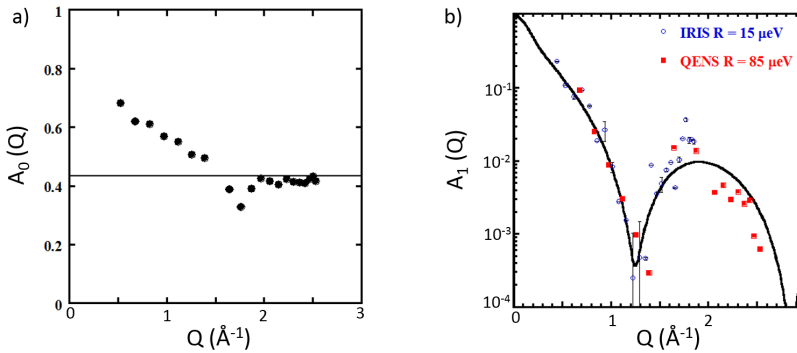 a)
A₀ (Q)
1
0.8
0.6
0.4
0.2
0
0 1 2 3
Q (Å⁻¹)
b)
A₁ (Q)
IRIS R = 15 µeV
QENS R = 85 µeV
10⁻¹
10⁻²
10⁻³
10⁻⁴
0 1 2
Q (Å⁻¹)